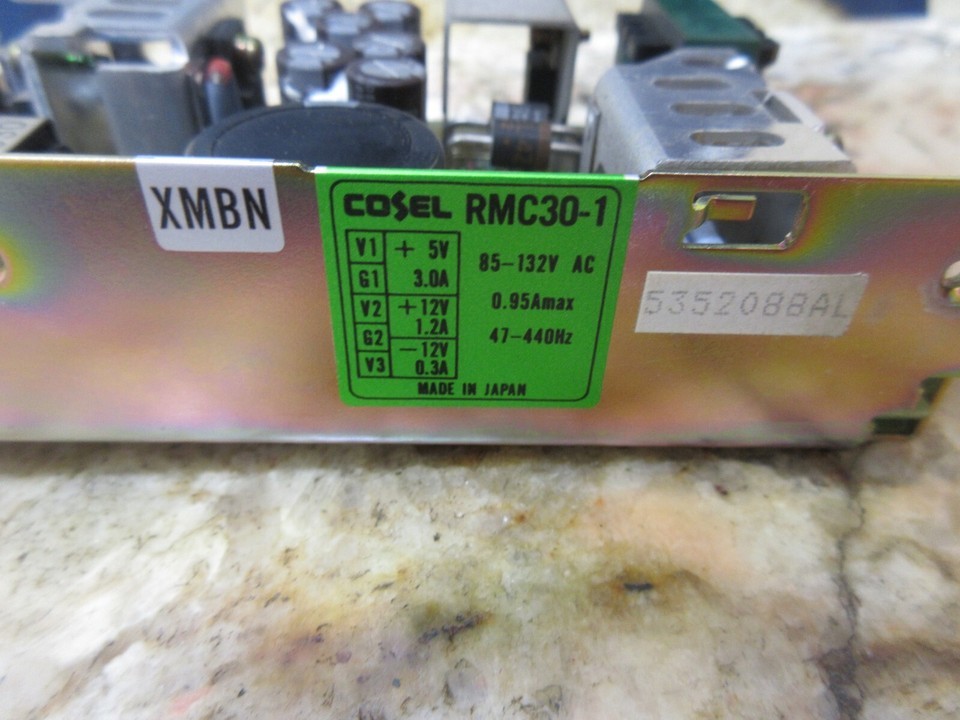 XMBN
COSEL RMC30-1
V1 + 5V
G1 3.0A
V2 +12V
1.2A
G2 -12V
V3 0.3A
85-132V AC
0.95Amax
47-440Hz
MADE IN JAPAN
5352088AL